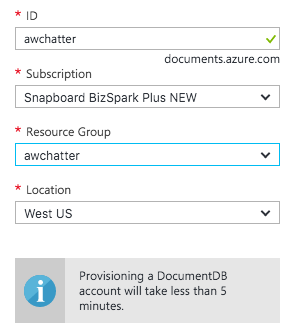 * ID
awchatter
documents.azure.com
* Subscription
Snapboard BizSpark Plus NEW
* Resource Group
awchatter
* Location
West US
Provisioning a DocumentDB
account will take less than 5
minutes.